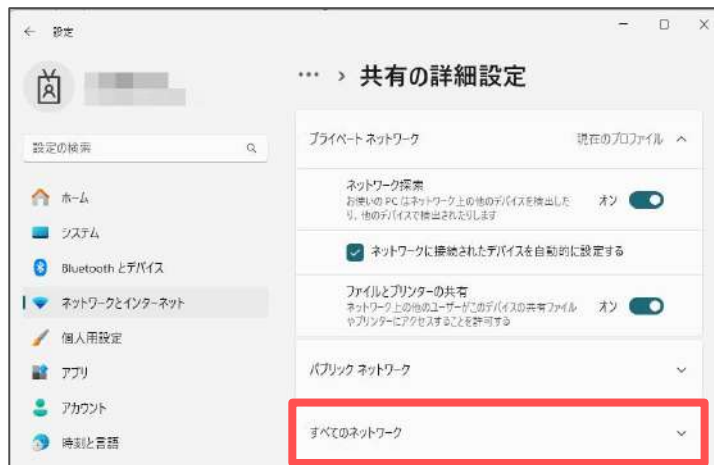 ← 設定
… › 共有の詳細設定
設定の検索
ホーム
システム
Bluetooth とデバイス
ネットワークとインターネット
個人用設定
アプリ
アカウント
時刻と言語
プライベート ネットワーク 現在のプロファイル
ネットワーク探索
お使いの PC はネットワーク上の他のデバイスを検出した
り、他のデバイスで検出されたりします
オン
ネットワークに接続されたデバイスを自動的に設定する
ファイルとプリンターの共有
ネットワーク上の他のユーザーがこのデバイスの共有ファイル
やプリンターにアクセスすることを許可する
オン
パブリック ネットワーク
すべてのネットワーク